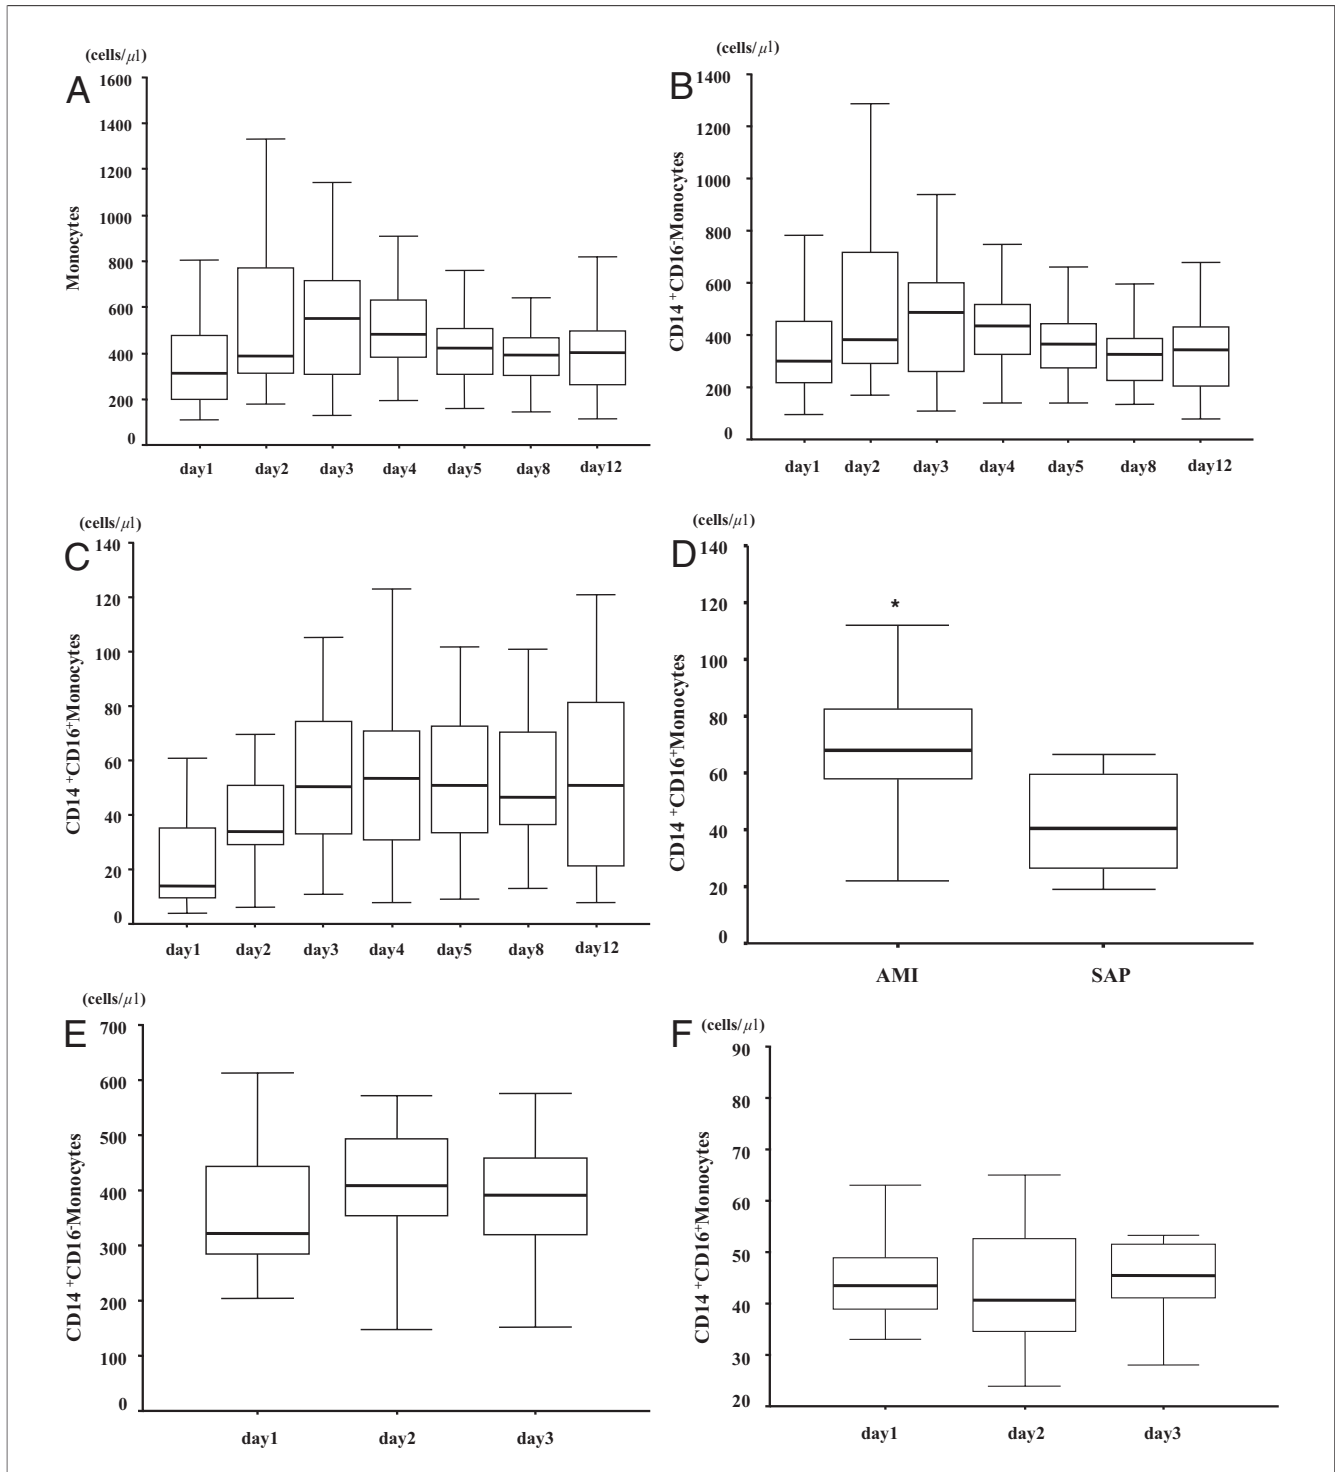 A
(cells/μl)
Monocytes
1600
1400
1200
1000
800
600
400
200
0
day1 day2 day3 day4 day5 day8 day12
B
(cells/μl)
CD14⁺CD16⁻Monocytes
1400
1200
1000
800
600
400
200
0
day1 day2 day3 day4 day5 day8 day12
C
(cells/μl)
CD14⁺CD16⁺Monocytes
140
120
100
80
60
40
20
0
day1 day2 day3 day4 day5 day8 day12
D
(cells/μl)
CD14⁺CD16⁺Monocytes
140
120
100
80
60
40
20
0
*
AMI SAP
E
(cells/μl)
CD14⁺CD16⁻Monocytes
700
600
500
400
300
200
100
0
day1 day2 day3
F
(cells/μl)
CD14⁺CD16⁺Monocytes
90
80
70
60
50
40
30
20
day1 day2 day3